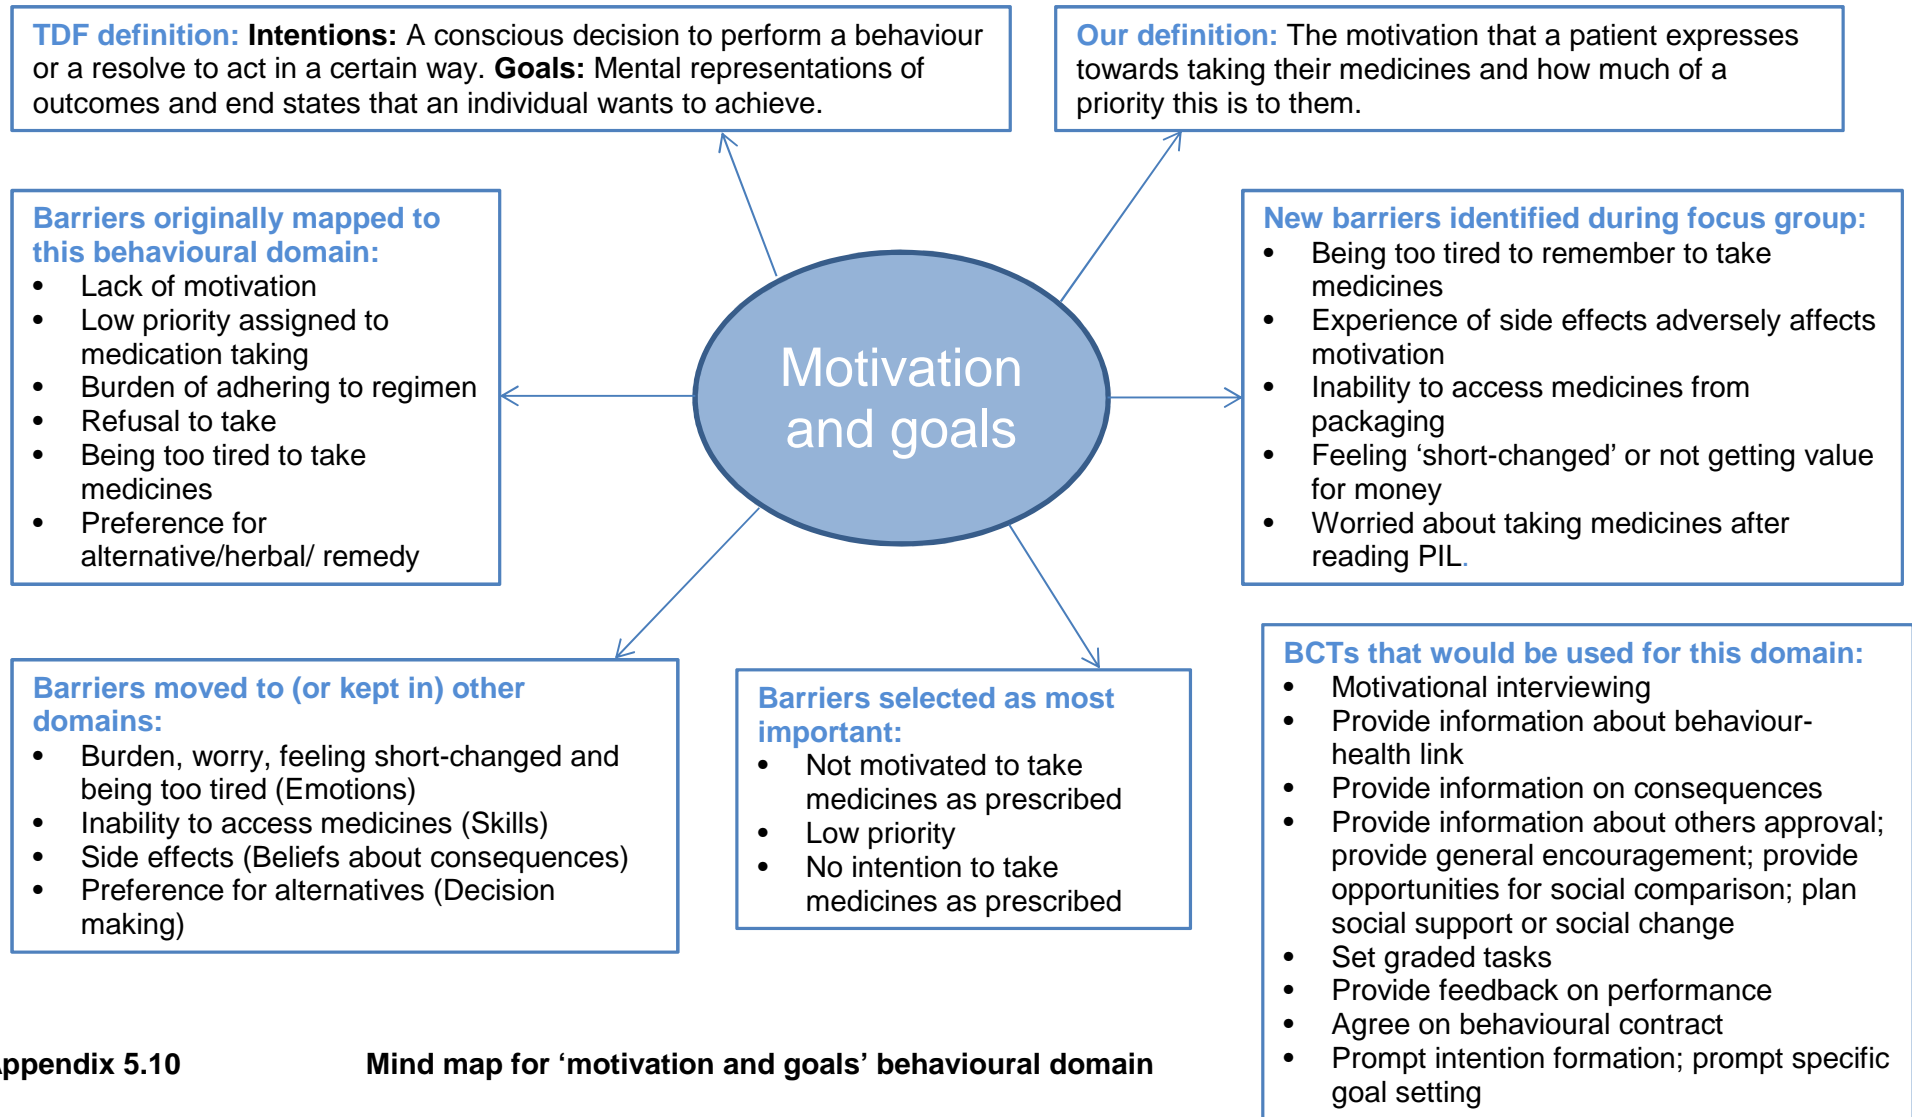 TDF definition: Intentions: A conscious decision to perform a behaviour
or a resolve to act in a certain way. Goals: Mental representations of
outcomes and end states that an individual wants to achieve.
Our definition: The motivation that a patient expresses
towards taking their medicines and how much of a
priority this is to them.
Barriers originally mapped to
this behavioural domain:
• Lack of motivation
• Low priority assigned to
medication taking
• Burden of adhering to regimen
• Refusal to take
• Being too tired to take
medicines
• Preference for
alternative/herbal/ remedy
Motivation
and goals
New barriers identified during focus group:
• Being too tired to remember to take
medicines
• Experience of side effects adversely affects
motivation
• Inability to access medicines from
packaging
• Feeling ‘short-changed’ or not getting value
for money
• Worried about taking medicines after
reading PIL.
Barriers moved to (or kept in) other
domains:
• Burden, worry, feeling short-changed and
being too tired (Emotions)
• Inability to access medicines (Skills)
• Side effects (Beliefs about consequences)
• Preference for alternatives (Decision
making)
Barriers selected as most
important:
• Not motivated to take
medicines as prescribed
• Low priority
• No intention to take
medicines as prescribed
BCTs that would be used for this domain:
• Motivational interviewing
• Provide information about behaviour-
health link
• Provide information on consequences
• Provide information about others approval;
provide general encouragement; provide
opportunities for social comparison; plan
social support or social change
• Set graded tasks
• Provide feedback on performance
• Agree on behavioural contract
• Prompt intention formation; prompt specific
goal setting
ppendix 5.10 Mind map for ‘motivation and goals’ behavioural domain